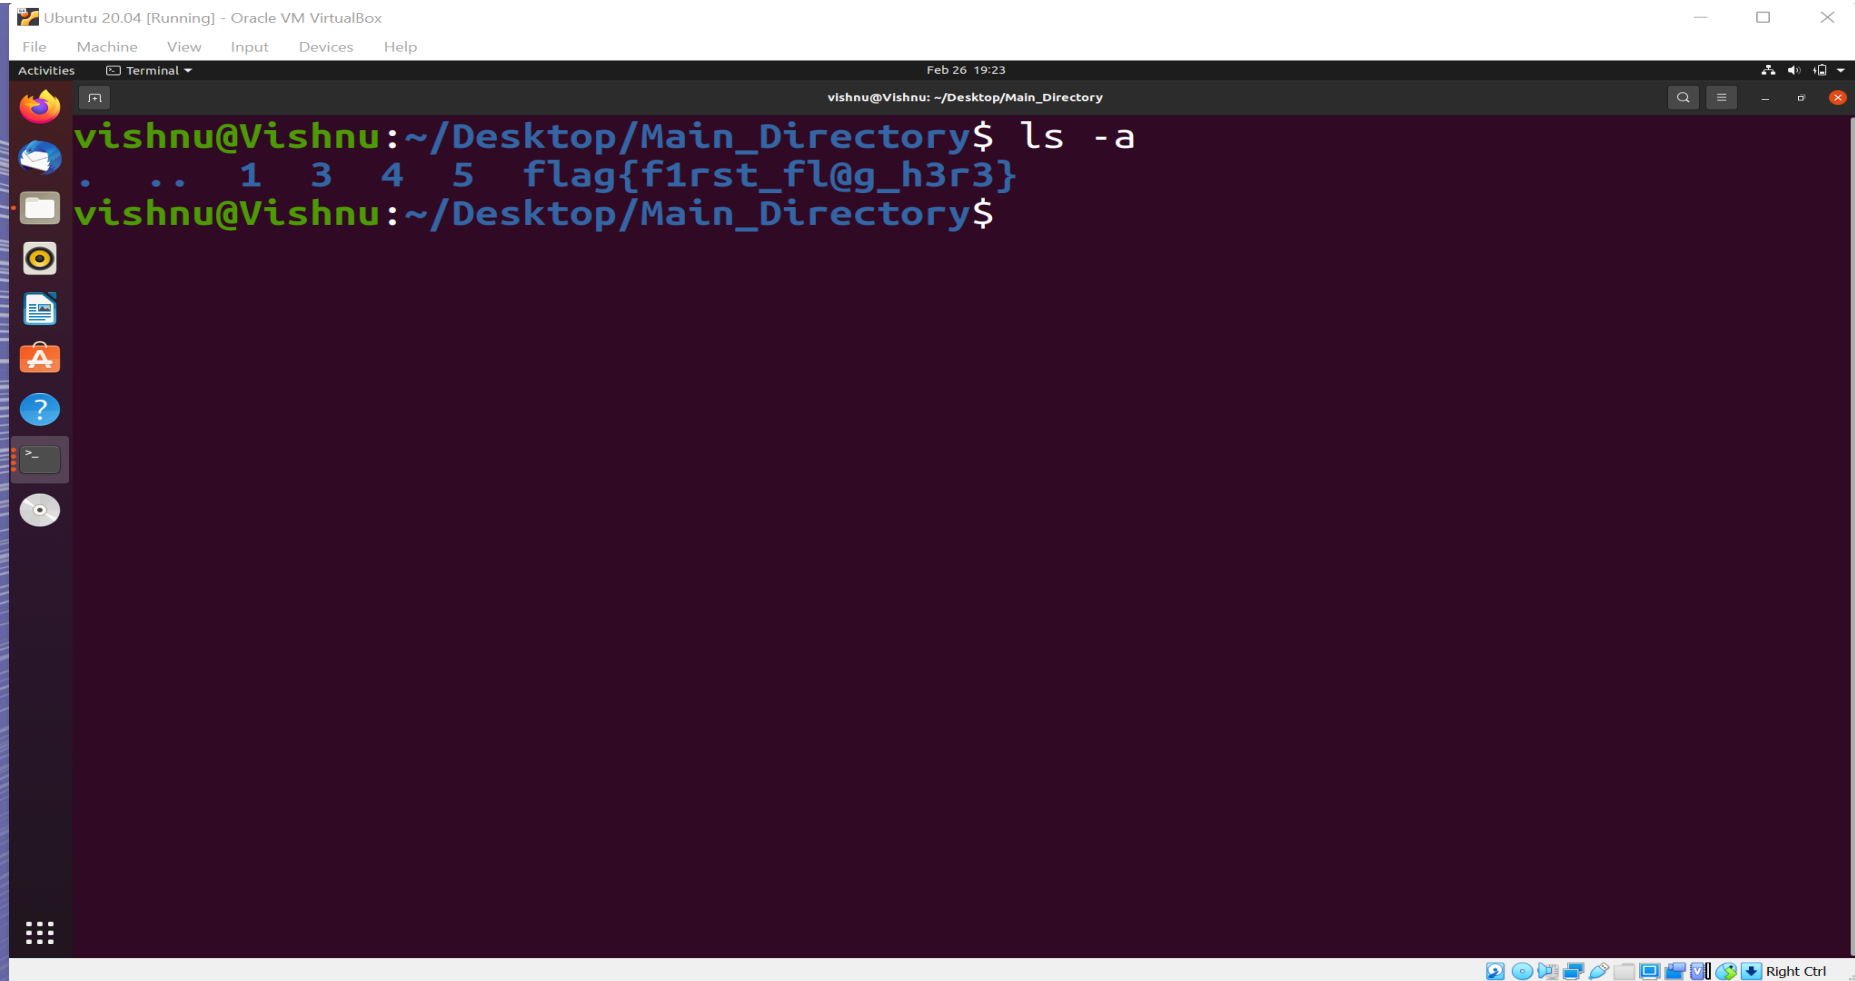 Ubuntu 20.04 [Running] - Oracle VM VirtualBox
File Machine View Input Devices Help
Activities Terminal Feb 26 19:23
vishnu@Vishnu: ~/Desktop/Main_Directory
vishnu@Vishnu:~/Desktop/Main_Directory$ ls -a
. .. 1 3 4 5 flag{f1rst_fl@g_h3r3}
vishnu@Vishnu:~/Desktop/Main_Directory$
Right Ctrl